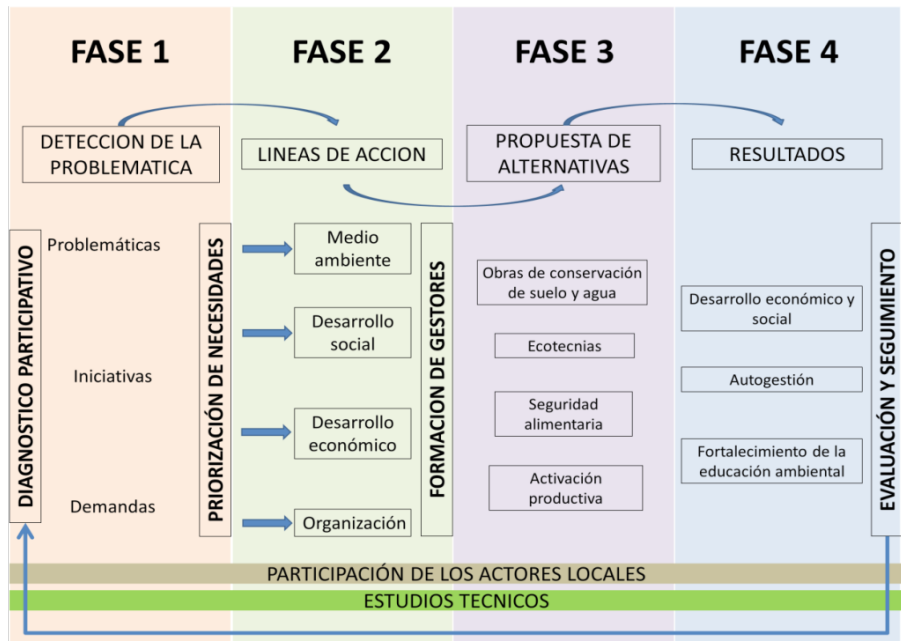 FASE 1
FASE 2
FASE 3
FASE 4
DETECCION DE LA
PROBLEMATICA
LINEAS DE ACCION
PROPUESTA DE
ALTERNATIVAS
RESULTADOS
DIAGNOSTICO PARTICIPATIVO
Problemáticas
Iniciativas
Demandas
PRIORIZACIÓN DE NECESIDADES
Medio
ambiente
Desarrollo
social
Desarrollo
económico
Organización
FORMACION DE GESTORES
Obras de conservación
de suelo y agua
Ecotecnias
Seguridad
alimentaria
Activación
productiva
Desarrollo económico y
social
Autogestión
Fortalecimiento de la
educación ambiental
EVALUACIÓN Y SEGUIMIENTO
PARTICIPACIÓN DE LOS ACTORES LOCALES
ESTUDIOS TECNICOS